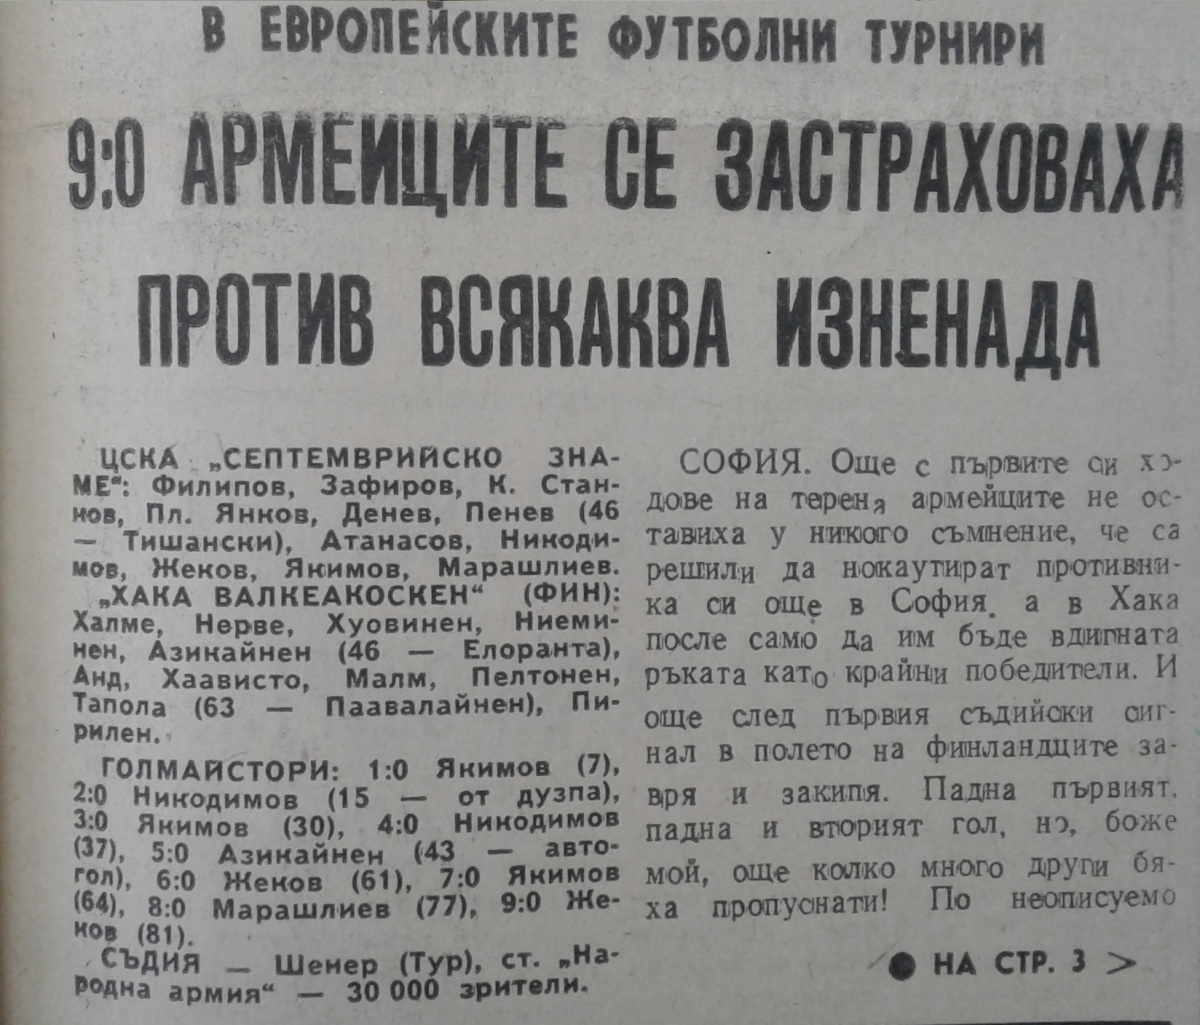 В ЕВРОПЕЙСКИТЕ ФУТБОЛНИ ТУРНИРИ
9:0 АРМЕЙЦИТЕ СЕ ЗАСТРАХОВАХА
ПРОТИВ ВСЯКАКВА ИЗНЕНАДА
ЦСКА „СЕПТЕМВРИЙСКО ЗНА-
МЕ“: Филипов, Зафиров, К. Стан-
ков, Пл. Янков, Денев, Пенев (46
— Тишански), Атанасов, Никоди-
мов, Жеков, Якимов, Марашлиев.
„ХАКА ВАЛКЕАКОСКЕН“ (ФИН):
Халме, Нерве, Хуовинен, Ниеми-
нен, Азикайнен (46 — Елоранта),
Анд, Хаависто, Малм, Пелтонен,
Тапола (63 — Паавалайнен), Пи-
рилен.
ГОЛМАЙСТОРИ: 1:0 Якимов (7),
2:0 Никодимов (15 — от дузпа),
3:0 Якимов (30), 4:0 Никодимов
(37), 5:0 Азикайнен (43 — авто-
гол), 6:0 Жеков (61), 7:0 Якимов
(64), 8:0 Марашлиев (77), 9:0 Же-
ков (81).
СЪДИЯ — Шенер (Тур), ст. „На-
родна армия“ — 30 000 зрители.
СОФИЯ. Още с първите си хо-
дове на терена армейците не ос-
тавиха у никого съмнение, че са
решили да нокаутират противни-
ка си още в София, а в Хака
после само да им бъде вдигната
ръката като крайни победители. И
още след първия съдийски сиг-
нал в полето на финландците за-
вря и закипя. Падна първият,
падна и вторият гол, но, боже
мой, още колко много други бя-
ха пропуснати! По неописуемо
● НА СТР. 3 >